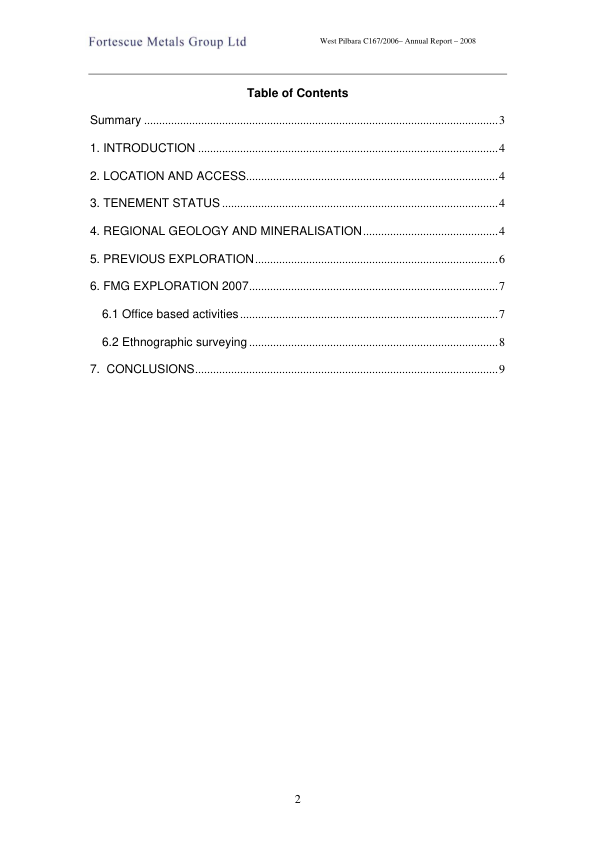 Fortescue Metals Group Ltd
West Pilbara C167/2006– Annual Report – 2008
Table of Contents
Summary ......................................................................................................................3
1. INTRODUCTION ....................................................................................................4
2. LOCATION AND ACCESS....................................................................................4
3. TENEMENT STATUS ............................................................................................4
4. REGIONAL GEOLOGY AND MINERALISATION.............................................4
5. PREVIOUS EXPLORATION.................................................................................6
6. FMG EXPLORATION 2007...................................................................................7
6.1 Office based activities......................................................................................7
6.2 Ethnographic surveying...................................................................................8
7.  CONCLUSIONS.....................................................................................................9
2